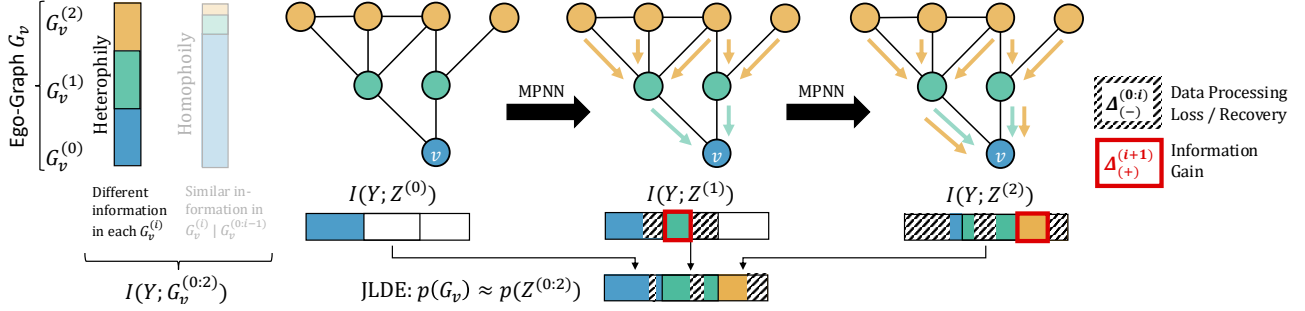 Ego-Graph G_v
G_v^(2)
G_v^(1)
G_v^(0)
Heterophily
Homopholiy
Different
information
in each G_v^(i)
Similar in-
formation in
G_v^(i) | G_v^(0:i−1)
I(Y; G_v^(0:2))
MPNN
MPNN
v
v
v
I(Y; Z^(0))
I(Y; Z^(1))
I(Y; Z^(2))
JLDE: p(G_v) ≈ p(Z^(0:2))
Δ_(−)^(0:i)
Data Processing
Loss / Recovery
Δ_(+)^(i+1)
Information
Gain